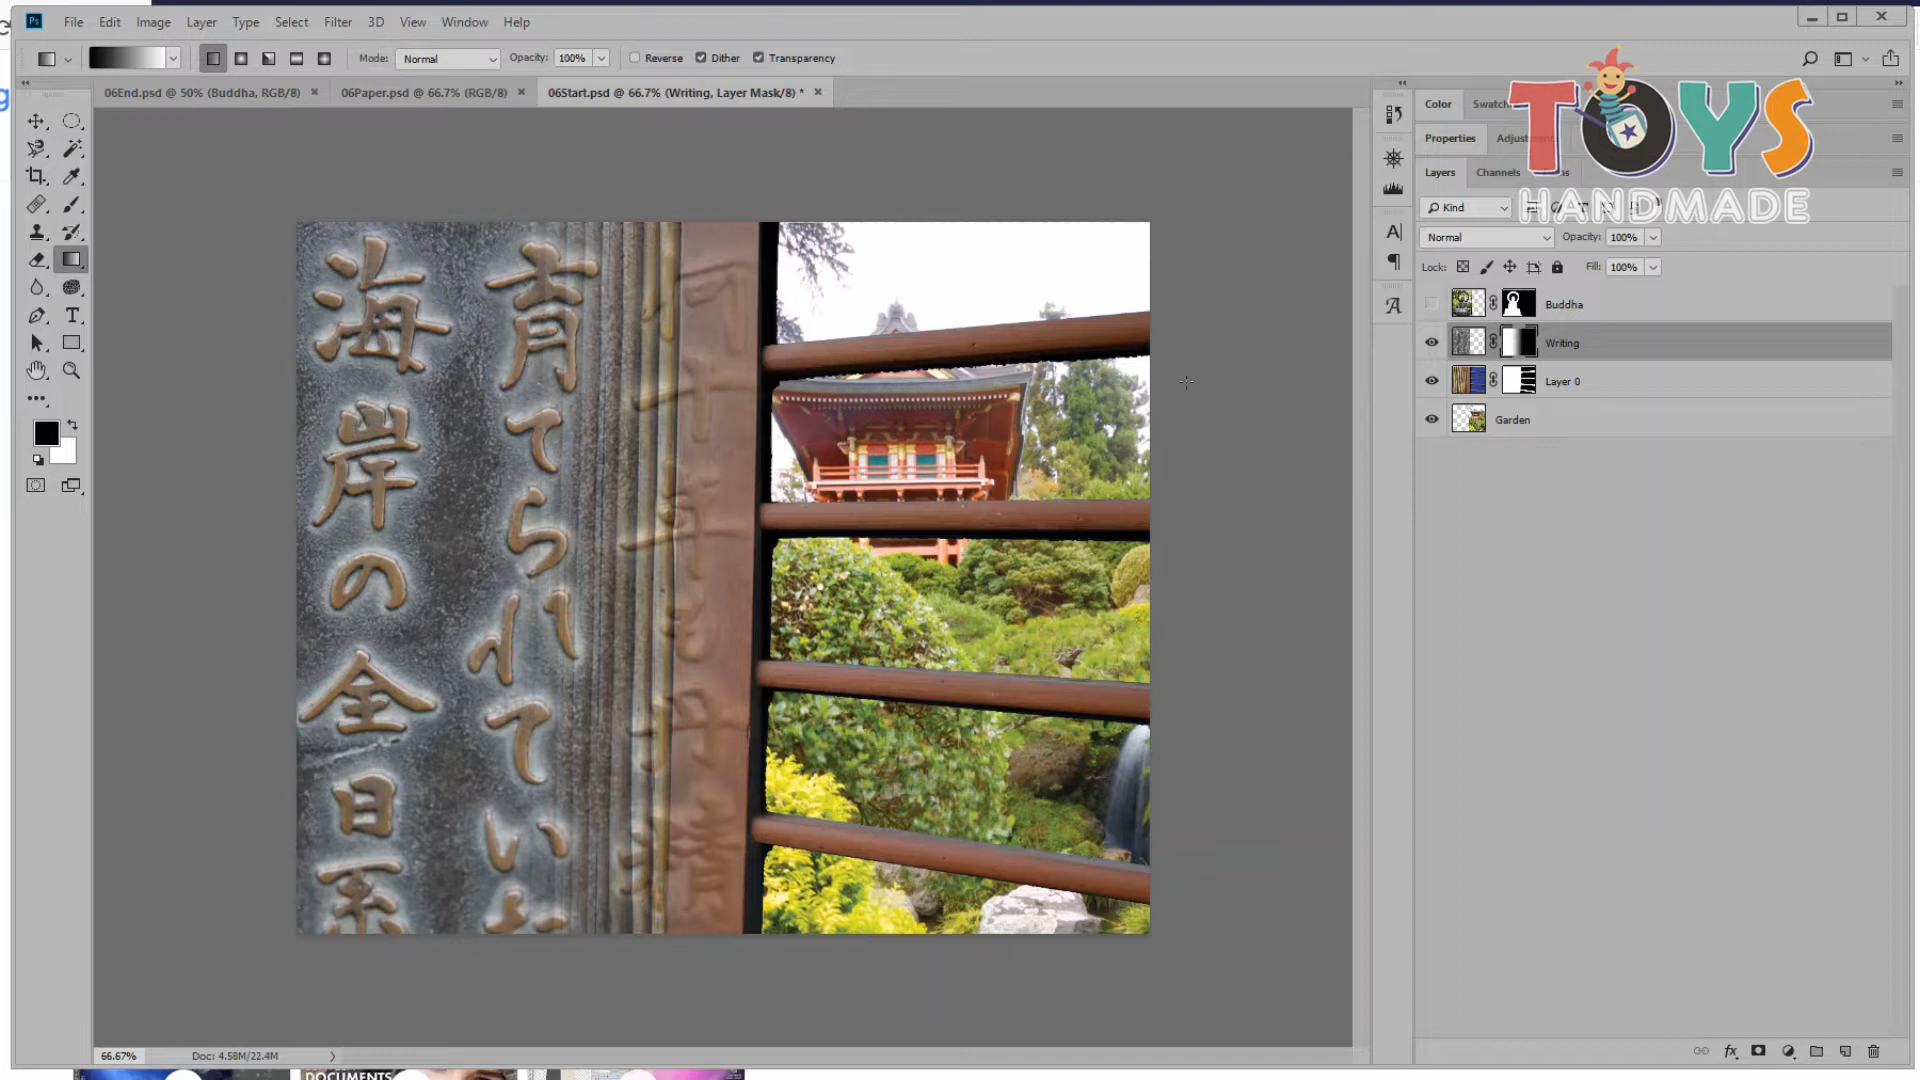 File Edit Image Layer Type Select Filter 3D View Window Help
Mode: Normal Opacity: 100% Reverse Dither Transparency
06End.psd @ 50% (Buddha, RGB/8) 06Paper.psd @ 66.7% (RGB/8) 06Start.psd @ 66.7% (Writing, Layer Mask/8) *
Color
Properties
Layers Channels
Kind
Normal Opacity: 100%
Lock: Fill: 100%
Buddha
Writing
Layer 0
Garden
TOYS
HANDMADE
海岸の全日系
育てられてい
66.67% Doc: 4.58M/22.4M
DOCUMENTS